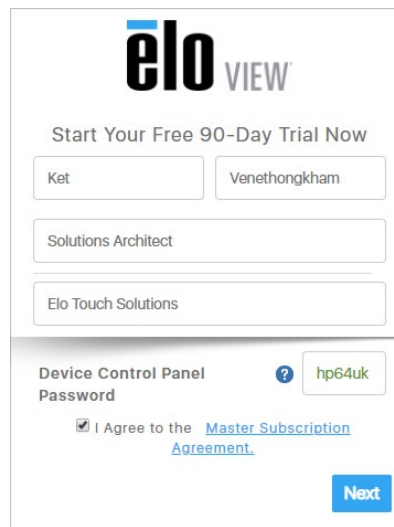 elo VIEW
Start Your Free 90-Day Trial Now
Ket Venethongkham
Solutions Architect
Elo Touch Solutions
Device Control Panel ? hp64uk
Password
I Agree to the Master Subscription
Agreement.
Next